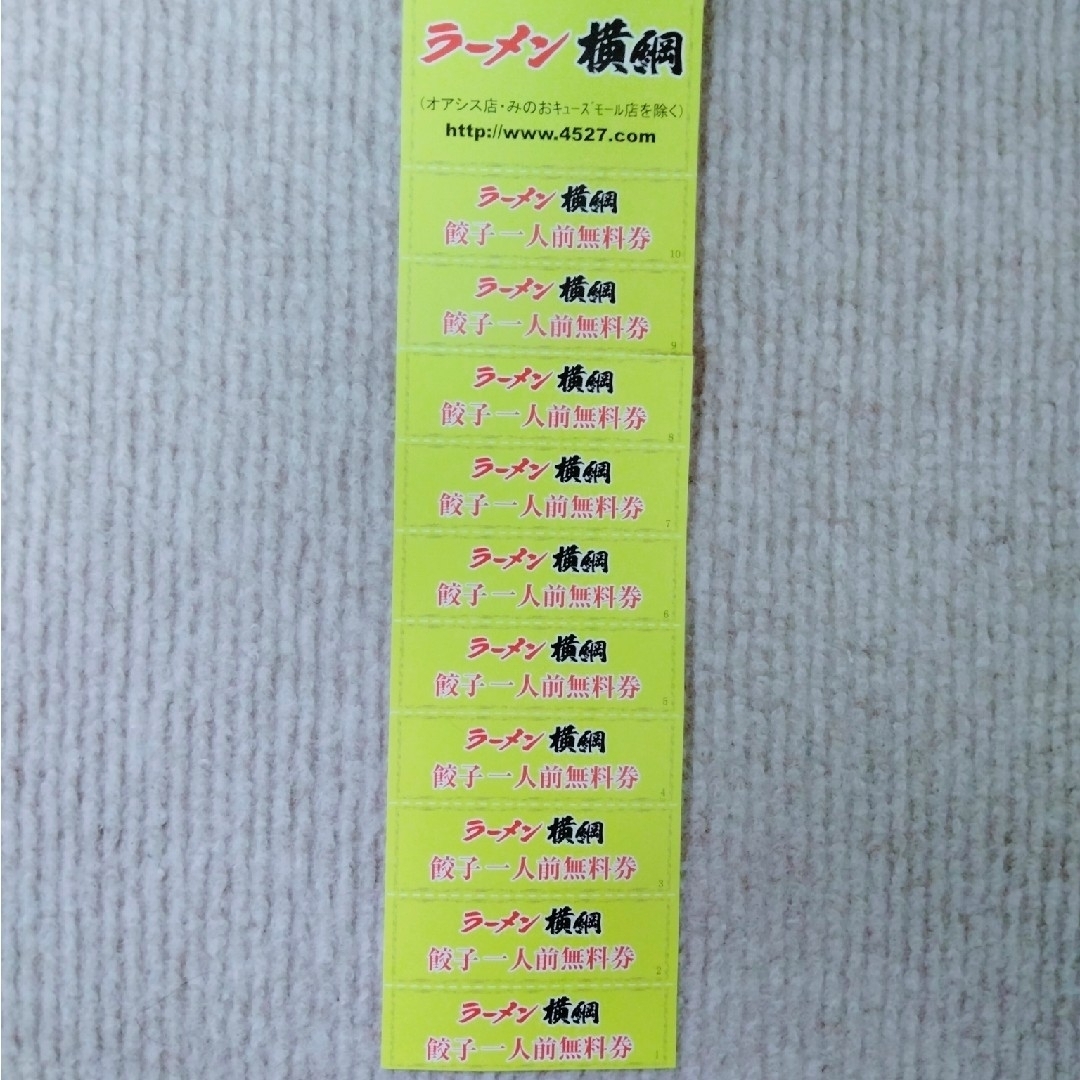 ラーメン 横綱
(オアシス店・みのおキューズモール店を除く)
http://www.4527.com
ラーメン 横綱
餃子一人前無料券
10
ラーメン 横綱
餃子一人前無料券
9
ラーメン 横綱
餃子一人前無料券
8
ラーメン 横綱
餃子一人前無料券
7
ラーメン 横綱
餃子一人前無料券
6
ラーメン 横綱
餃子一人前無料券
5
ラーメン 横綱
餃子一人前無料券
4
ラーメン 横綱
餃子一人前無料券
3
ラーメン 横綱
餃子一人前無料券
2
ラーメン 横綱
餃子一人前無料券
1